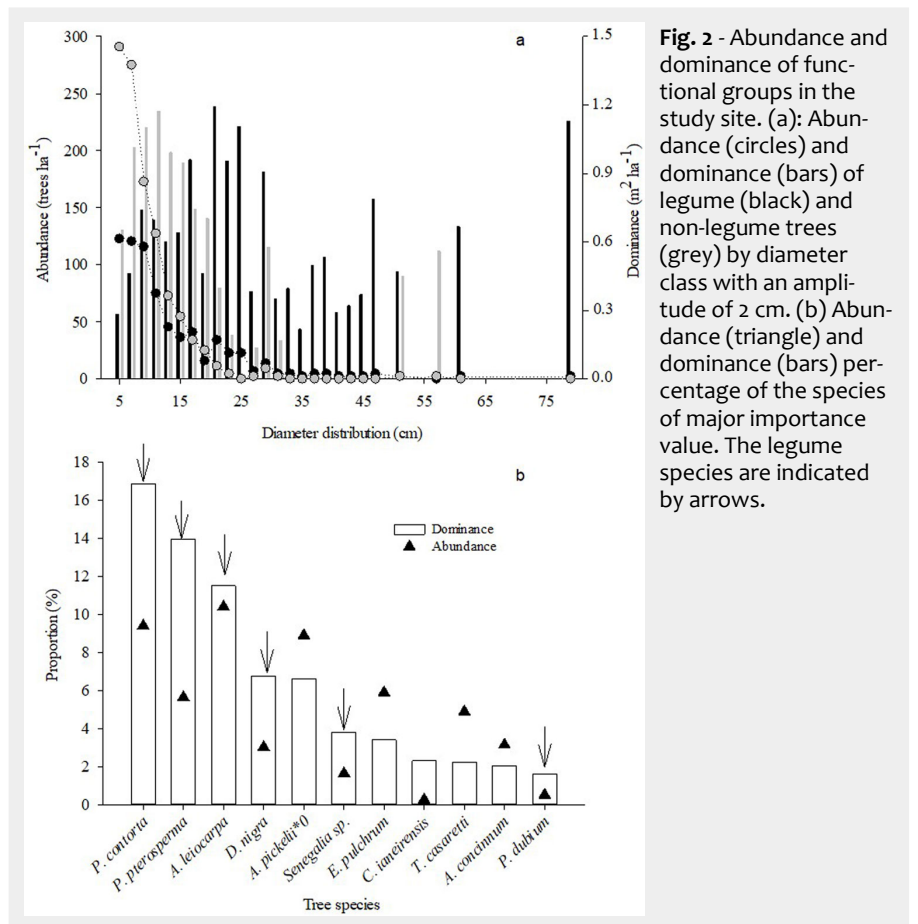 a
300
250
200
150
100
50
0
Abundance (trees ha⁻¹)
1.5
1.2
0.9
0.6
0.3
0.0
Dominance (m² ha⁻¹)
5 15 25 35 45 55 65 75
Diameter distribution (cm)
b
18
16
14
12
10
8
6
4
2
0
Proportion (%)
Dominance
Abundance
P. contorta
P. pterosperma
A. leiocarpa
D. nigra
A. pickelii*0
Senegalia sp.
E. pulchrum
C. ianeirensis
T. casaretti
A. concinnum
P. dubium
Tree species
Fig. 2 - Abundance and
dominance of func-
tional groups in the
study site. (a): Abun-
dance (circles) and
dominance (bars) of
legume (black) and
non-legume trees
(grey) by diameter
class with an ampli-
tude of 2 cm. (b) Abun-
dance (triangle) and
dominance (bars) per-
centage of the species
of major importance
value. The legume
species are indicated
by arrows.